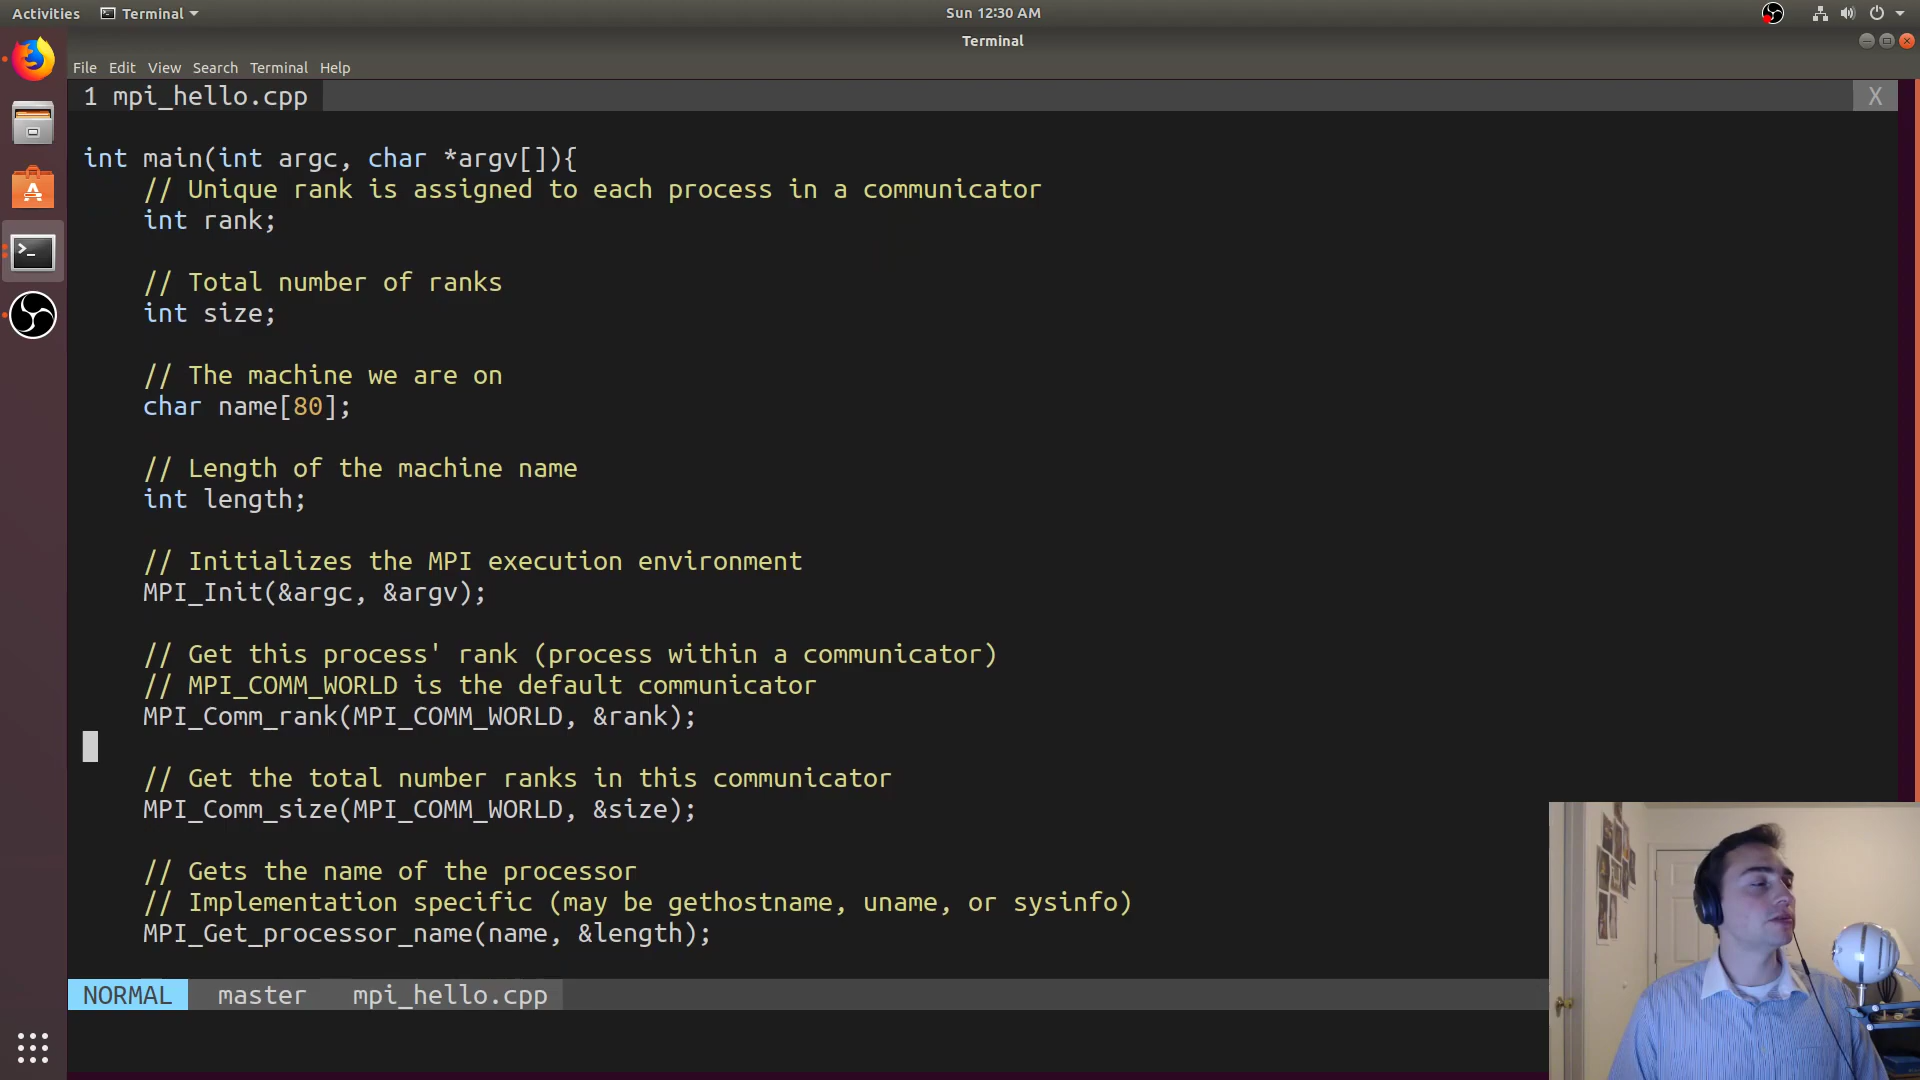 Activities
Terminal
Sun 12:30 AM
Terminal
File Edit View Search Terminal Help
1 mpi_hello.cpp
X
int main(int argc, char *argv[]){
// Unique rank is assigned to each process in a communicator
int rank;
// Total number of ranks
int size;
// The machine we are on
char name[80];
// Length of the machine name
int length;
// Initializes the MPI execution environment
MPI_Init(&argc, &argv);
// Get this process' rank (process within a communicator)
// MPI_COMM_WORLD is the default communicator
MPI_Comm_rank(MPI_COMM_WORLD, &rank);
// Get the total number ranks in this communicator
MPI_Comm_size(MPI_COMM_WORLD, &size);
// Gets the name of the processor
// Implementation specific (may be gethostname, uname, or sysinfo)
MPI_Get_processor_name(name, &length);
NORMAL master mpi_hello.cpp